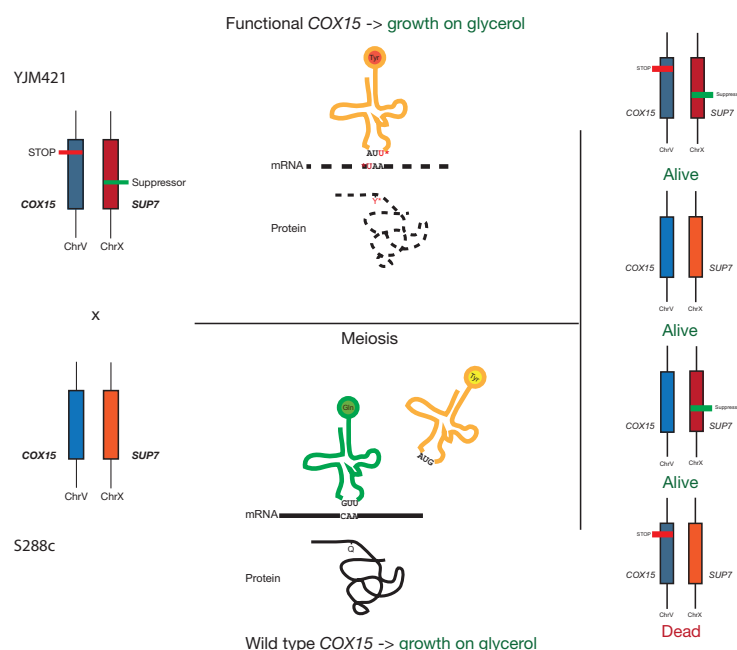 Functional COX15 -> growth on glycerol
YJM421
STOP
Suppressor
COX15
SUP7
ChrV
ChrX
x
S288c
COX15
SUP7
ChrV
ChrX
Tyr
AUU*
mRNA
*UAA
Y*
Protein
Meiosis
Gln
Tyr
AUG
GUU
mRNA
CAA
Q
Protein
Wild type COX15 -> growth on glycerol
STOP
Suppressor
COX15
SUP7
ChrV
ChrX
Alive
COX15
SUP7
ChrV
ChrX
Alive
Suppressor
COX15
SUP7
ChrV
ChrX
Alive
STOP
COX15
SUP7
ChrV
ChrX
Dead